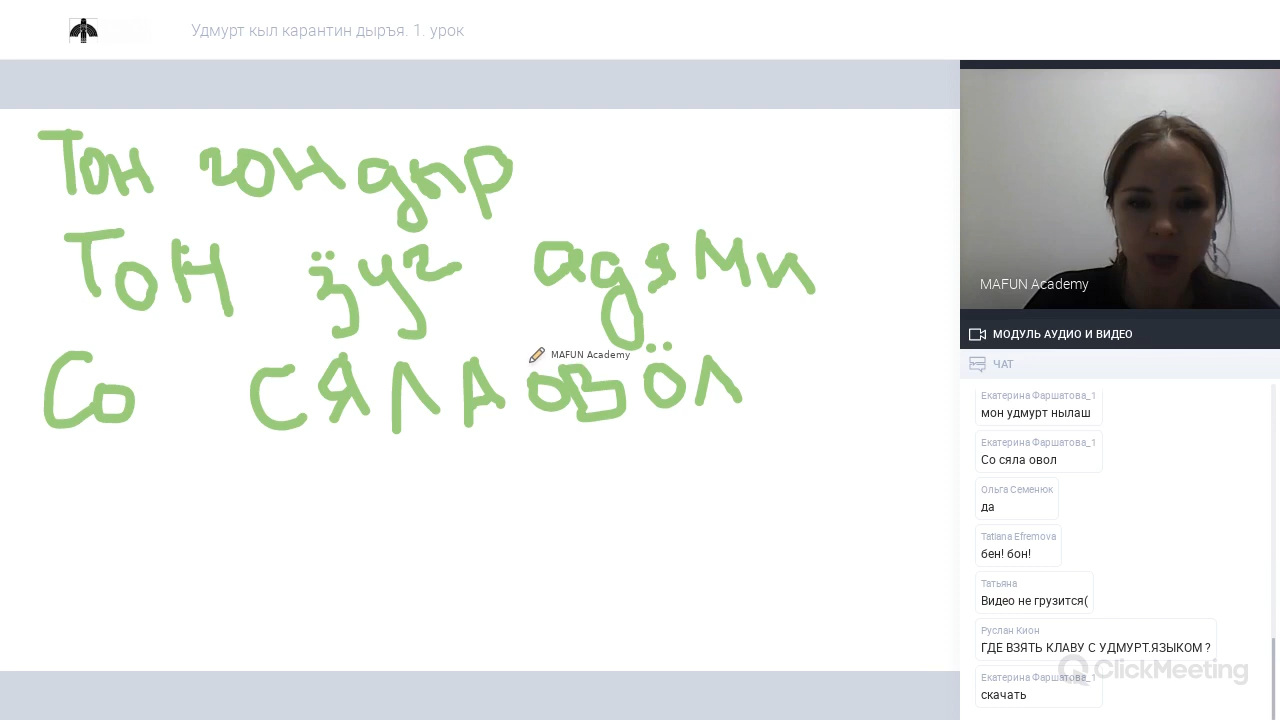 Удмурт кыл карантин дыръя. 1. урок
Тон гондыр
Тон ӟуг адями
Со сяла овӧл
MAFUN Academy
MAFUN Academy
МОДУЛЬ АУДИО И ВИДЕО
ЧАТ
Екатерина Фаршатова_1
мон удмурт нылаш
Екатерина Фаршатова_1
Со сяла овол
Ольга Семенюк
да
Tatiana Efremova
бен! бон!
Татьяна
Видео не грузится(
Руслан Кион
ГДЕ ВЗЯТЬ КЛАВУ С УДМУРТ.ЯЗЫКОМ ?
Екатерина Фаршатова_1
скачать
ClickMeeting